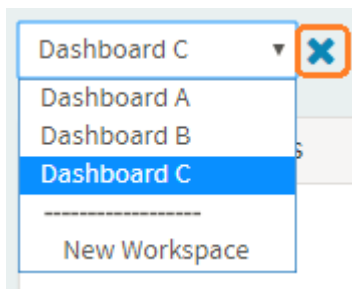 Dashboard C
Dashboard A
Dashboard B
Dashboard C
------------------
New Workspace